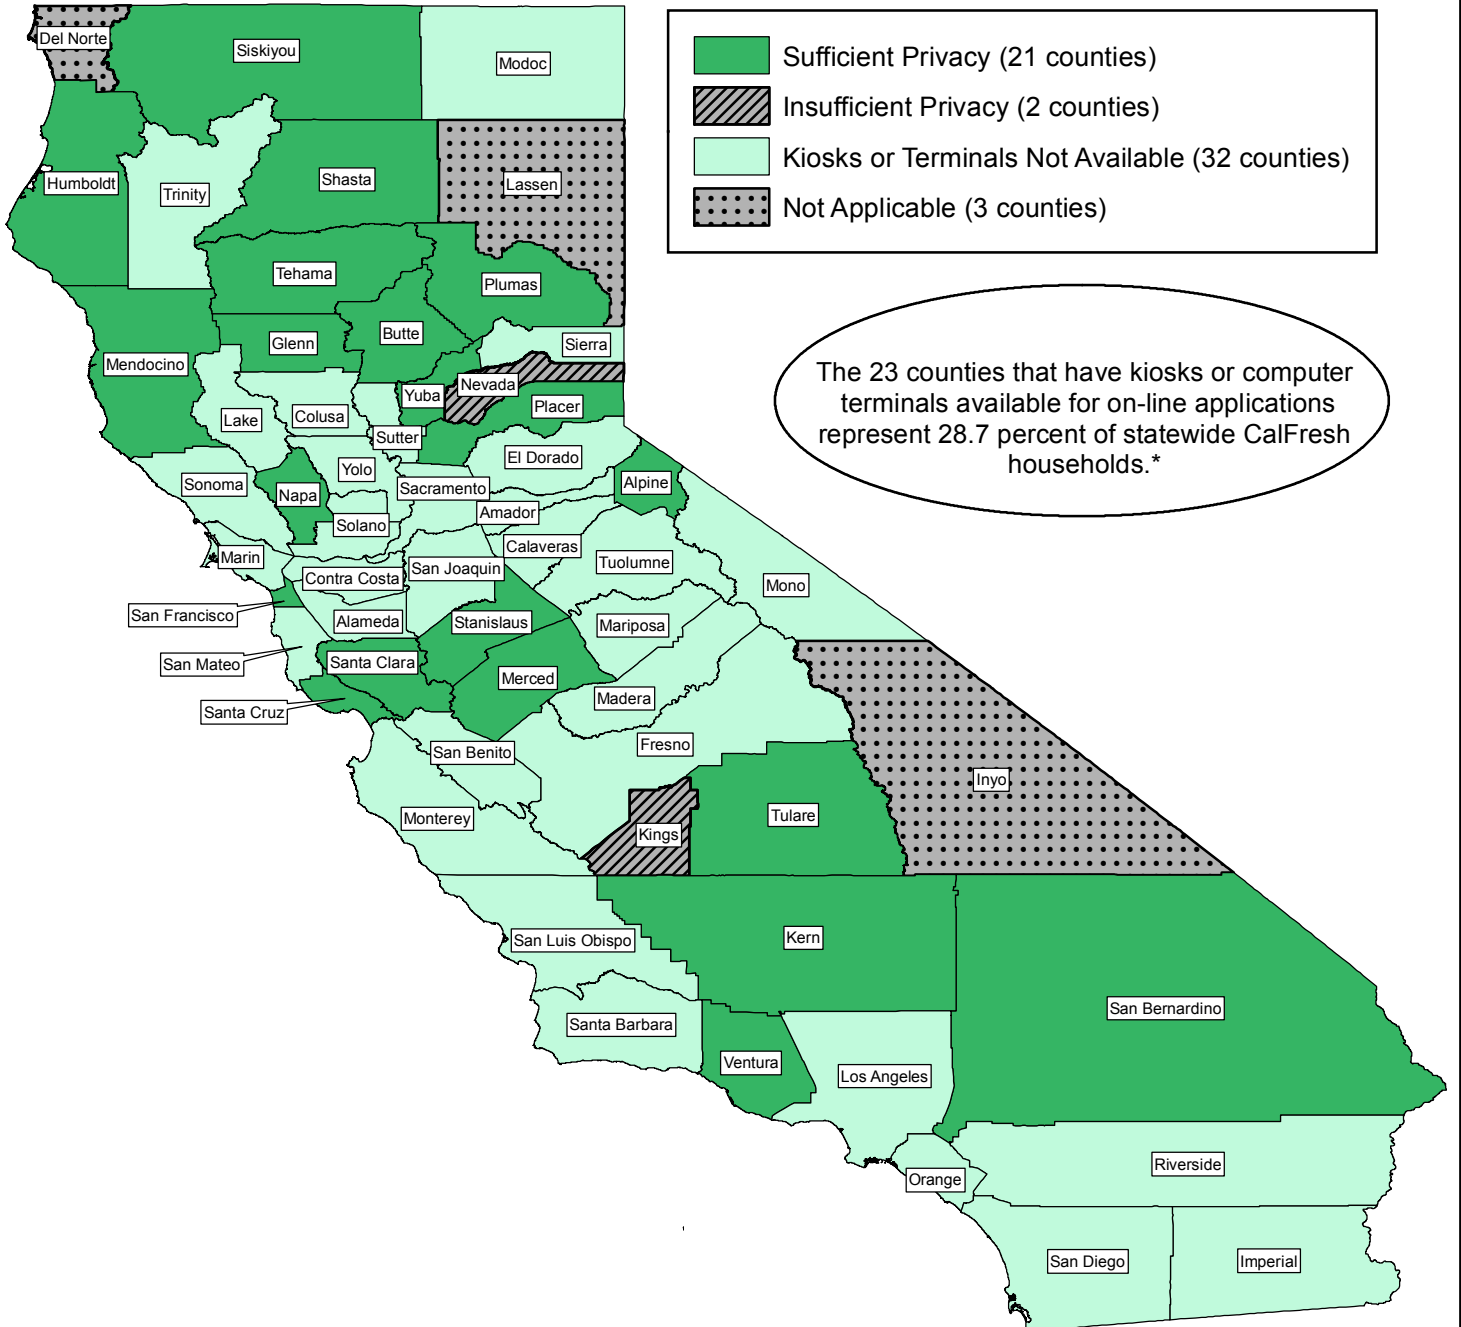 Sufficient Privacy (21 counties)
Insufficient Privacy (2 counties)
Kiosks or Terminals Not Available (32 counties)
Not Applicable (3 counties)
The 23 counties that have kiosks or computer
terminals available for on-line applications
represent 28.7 percent of statewide CalFresh
households.*
Del Norte
Siskiyou
Modoc
Humboldt
Trinity
Shasta
Lassen
Tehama
Plumas
Mendocino
Glenn
Butte
Sierra
Lake
Colusa
Sutter
Yuba
Nevada
Placer
El Dorado
Sonoma
Napa
Yolo
Sacramento
Alpine
Solano
Amador
Marin
Contra Costa
San Joaquin
Calaveras
Tuolumne
Mono
San Francisco
Alameda
Stanislaus
Mariposa
San Mateo
Santa Clara
Merced
Madera
Santa Cruz
San Benito
Fresno
Inyo
Monterey
Kings
Tulare
San Luis Obispo
Kern
San Bernardino
Santa Barbara
Ventura
Los Angeles
Orange
Riverside
San Diego
Imperial